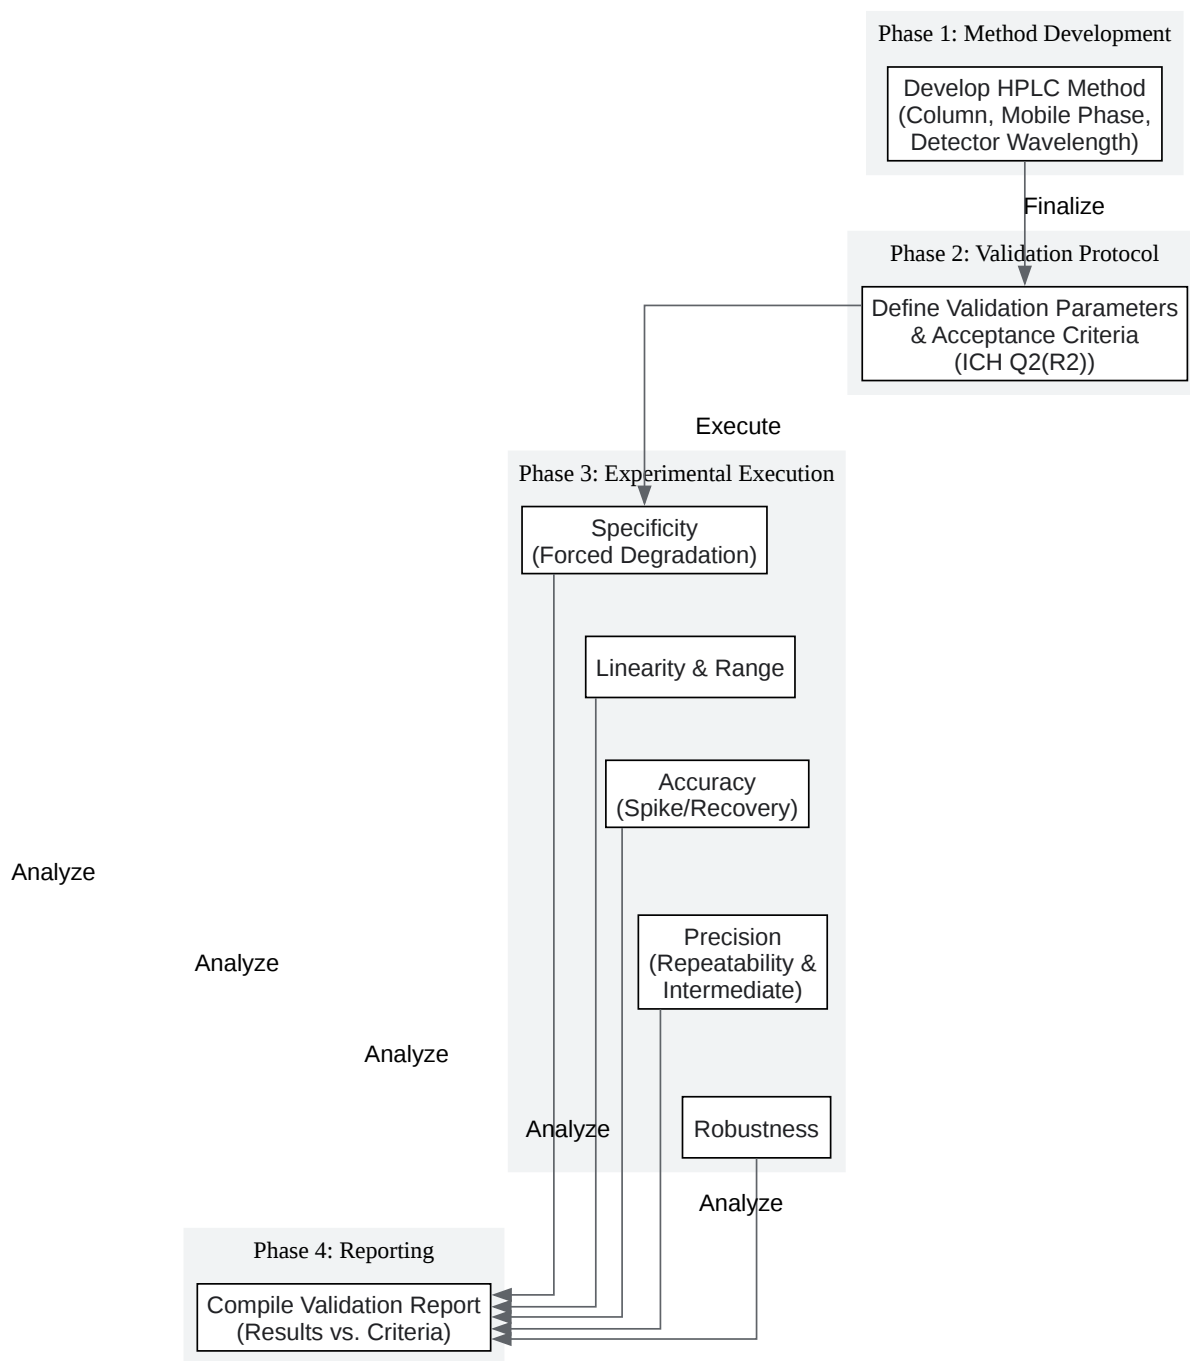 Phase 1: Method Development
Develop HPLC Method
(Column, Mobile Phase,
Detector Wavelength)
Finalize
Phase 2: Validation Protocol
Define Validation Parameters
& Acceptance Criteria
(ICH Q2(R2))
Execute
Phase 3: Experimental Execution
Specificity
(Forced Degradation)
Linearity & Range
Accuracy
(Spike/Recovery)
Analyze
Precision
(Repeatability &
Intermediate)
Analyze
Analyze
Analyze
Robustness
Analyze
Phase 4: Reporting
Compile Validation Report
(Results vs. Criteria)